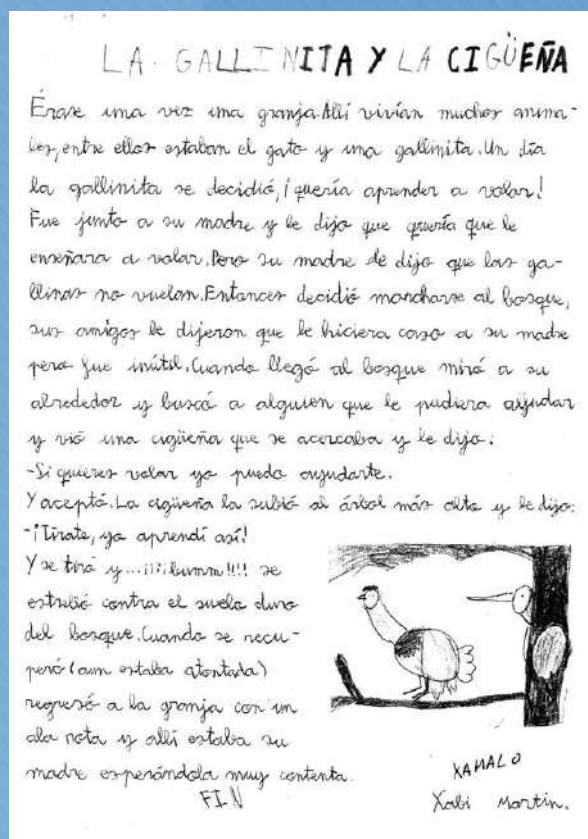 LA GALLINITA Y LA CIGÜEÑA
Érase una vez una granja. Allí vivían muchos anima-
les, entre ellos estaban el gato y una gallinita. Un día
la gallinita se decidió, ¡quería aprender a volar!
Fue junto a su madre y le dijo que quería que le
enseñara a volar. Pero su madre le dijo que las ga-
llinas no vuelan. Entonces decidió marcharse al bosque,
sus amigos le dijeron que le hiciera caso a su madre
pero fue inútil. Cuando llegó al bosque miró a su
alrededor y buscó a alguien que le pudiera ayudar
y vió una cigüeña que se acercaba y le dijo:
-Si quieres volar yo puedo ayudarte.
Y aceptó. La cigüeña la subió al árbol más alto y le dijo:
-¡Tirate, yo aprendí así!
Y se tiró y...¡¡¡¡bumm!!!! se
estrelló contra el suelo duro
del bosque. Cuando se recu-
peró (aun estaba atontada)
regresó a la granja con un
ala rota y allí estaba su
madre esperándola muy contenta.
FIN
XAMALO
Xabi Martin.